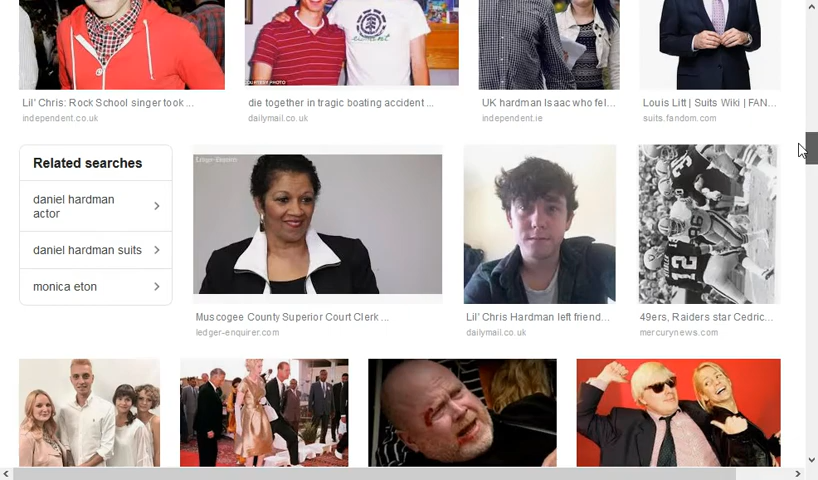 element
Lil' Chris: Rock School singer took ...
independent.co.uk
die together in tragic boating accident ...
dailymail.co.uk
UK hardman Isaac who fel...
independent.ie
Louis Litt | Suits Wiki | FAN...
suits.fandom.com
Related searches
daniel hardman
actor
daniel hardman suits
monica eton
Muscogee County Superior Court Clerk ...
ledger-enquirer.com
Lil' Chris Hardman left friend...
dailymail.co.uk
49ers, Raiders star Cedric...
mercurynews.com
12
86